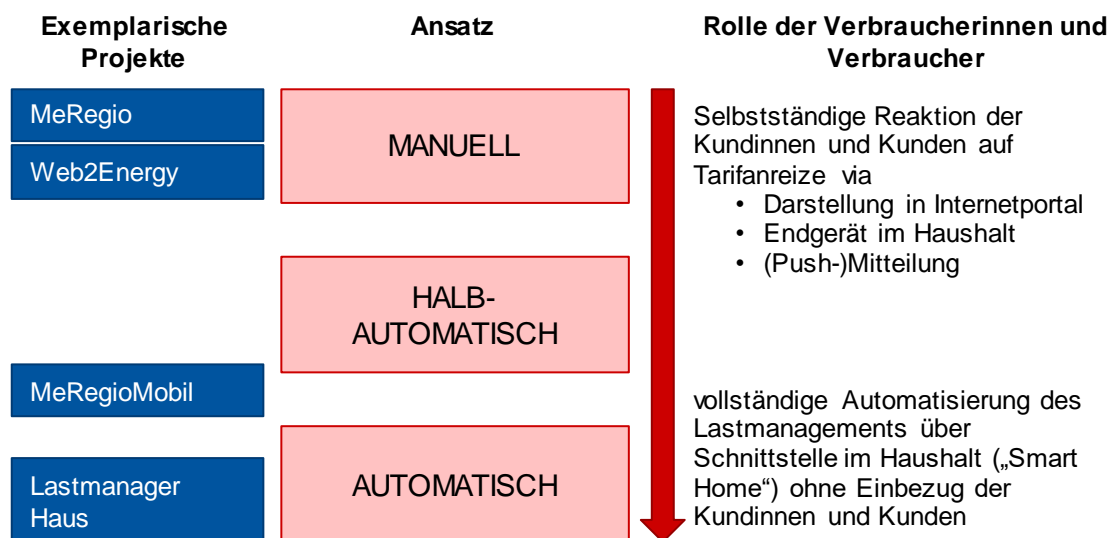 Exemplarische
Projekte
Ansatz
Rolle der Verbraucherinnen und
Verbraucher
MeRegio
Web2Energy
MANUELL
Selbstständige Reaktion der
Kundinnen und Kunden auf
Tarifanreize via
• Darstellung in Internetportal
• Endgerät im Haushalt
• (Push-)Mitteilung
HALB-
AUTOMATISCH
MeRegioMobil
Lastmanager
Haus
AUTOMATISCH
vollständige Automatisierung des
Lastmanagements über
Schnittstelle im Haushalt („Smart
Home“) ohne Einbezug der
Kundinnen und Kunden